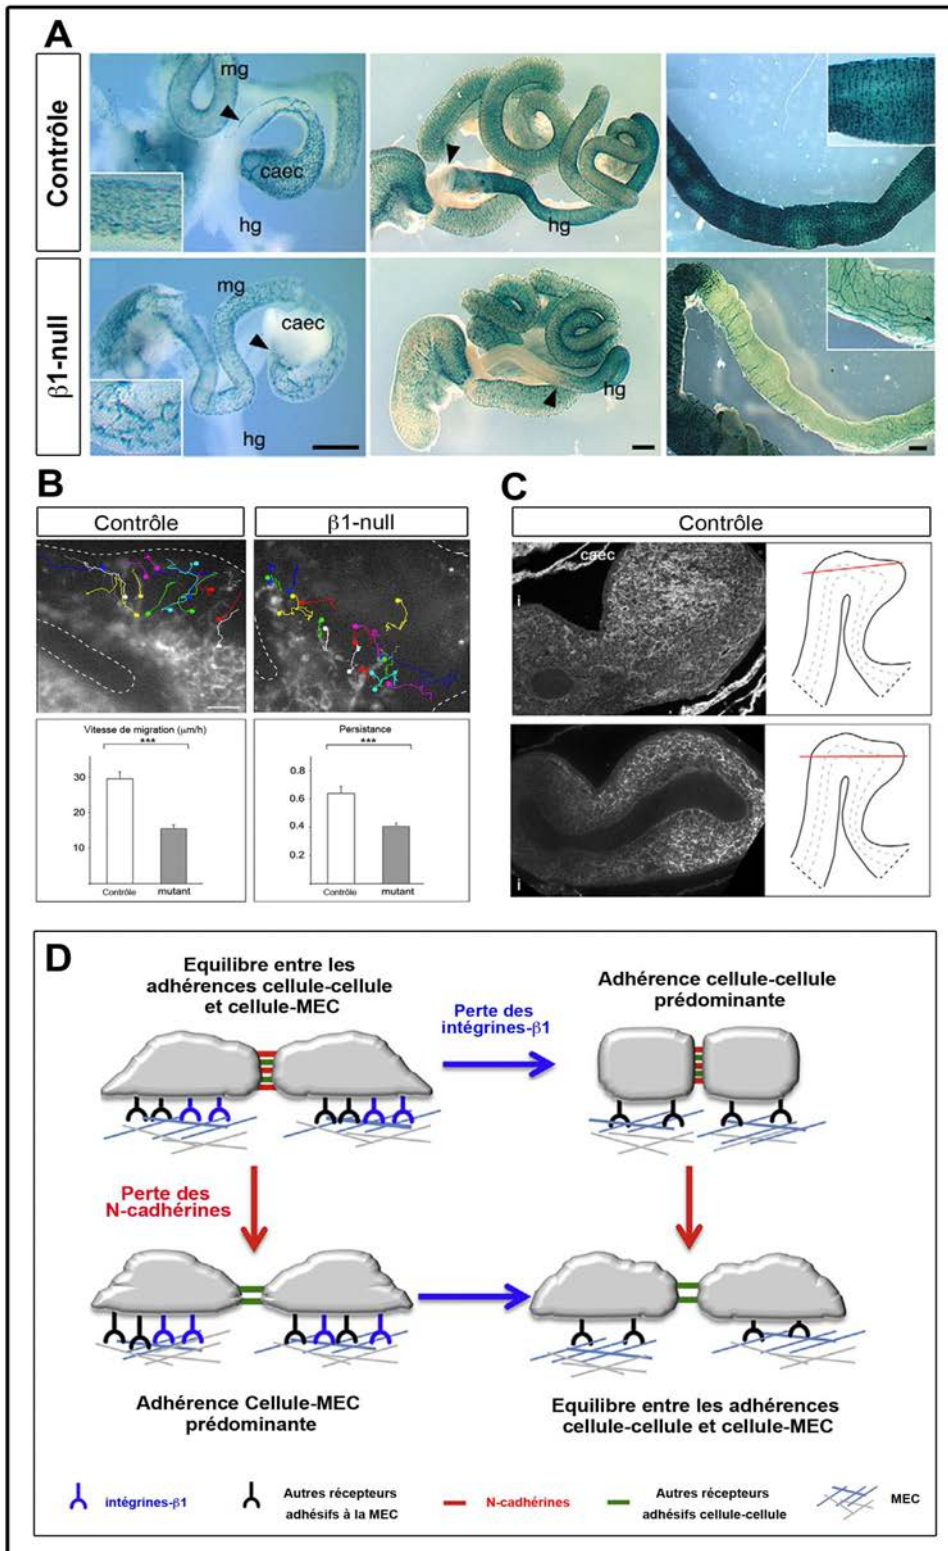 A
Contrôle
mg
caec
hg
hg
β1-null
mg
caec
hg
hg
B
Contrôle
β1-null
Vitesse de migration (μm/h)
***
30
20
10
Contrôle
mutant
Persistance
***
0.8
0.6
0.4
0.2
Contrôle
mutant
C
Contrôle
caec
i
i
D
Equilibre entre les
adhérences cellule-cellule
et cellule-MEC
Perte des
intégrines-β1
Adhérence cellule-cellule
prédominante
Perte des
N-cadhérines
Adhérence Cellule-MEC
prédominante
Equilibre entre les adhérences
cellule-cellule et cellule-MEC
intégrines-β1
Autres récepteurs
adhésifs à la MEC
N-cadhérines
Autres récepteurs
adhésifs cellule-cellule
MEC